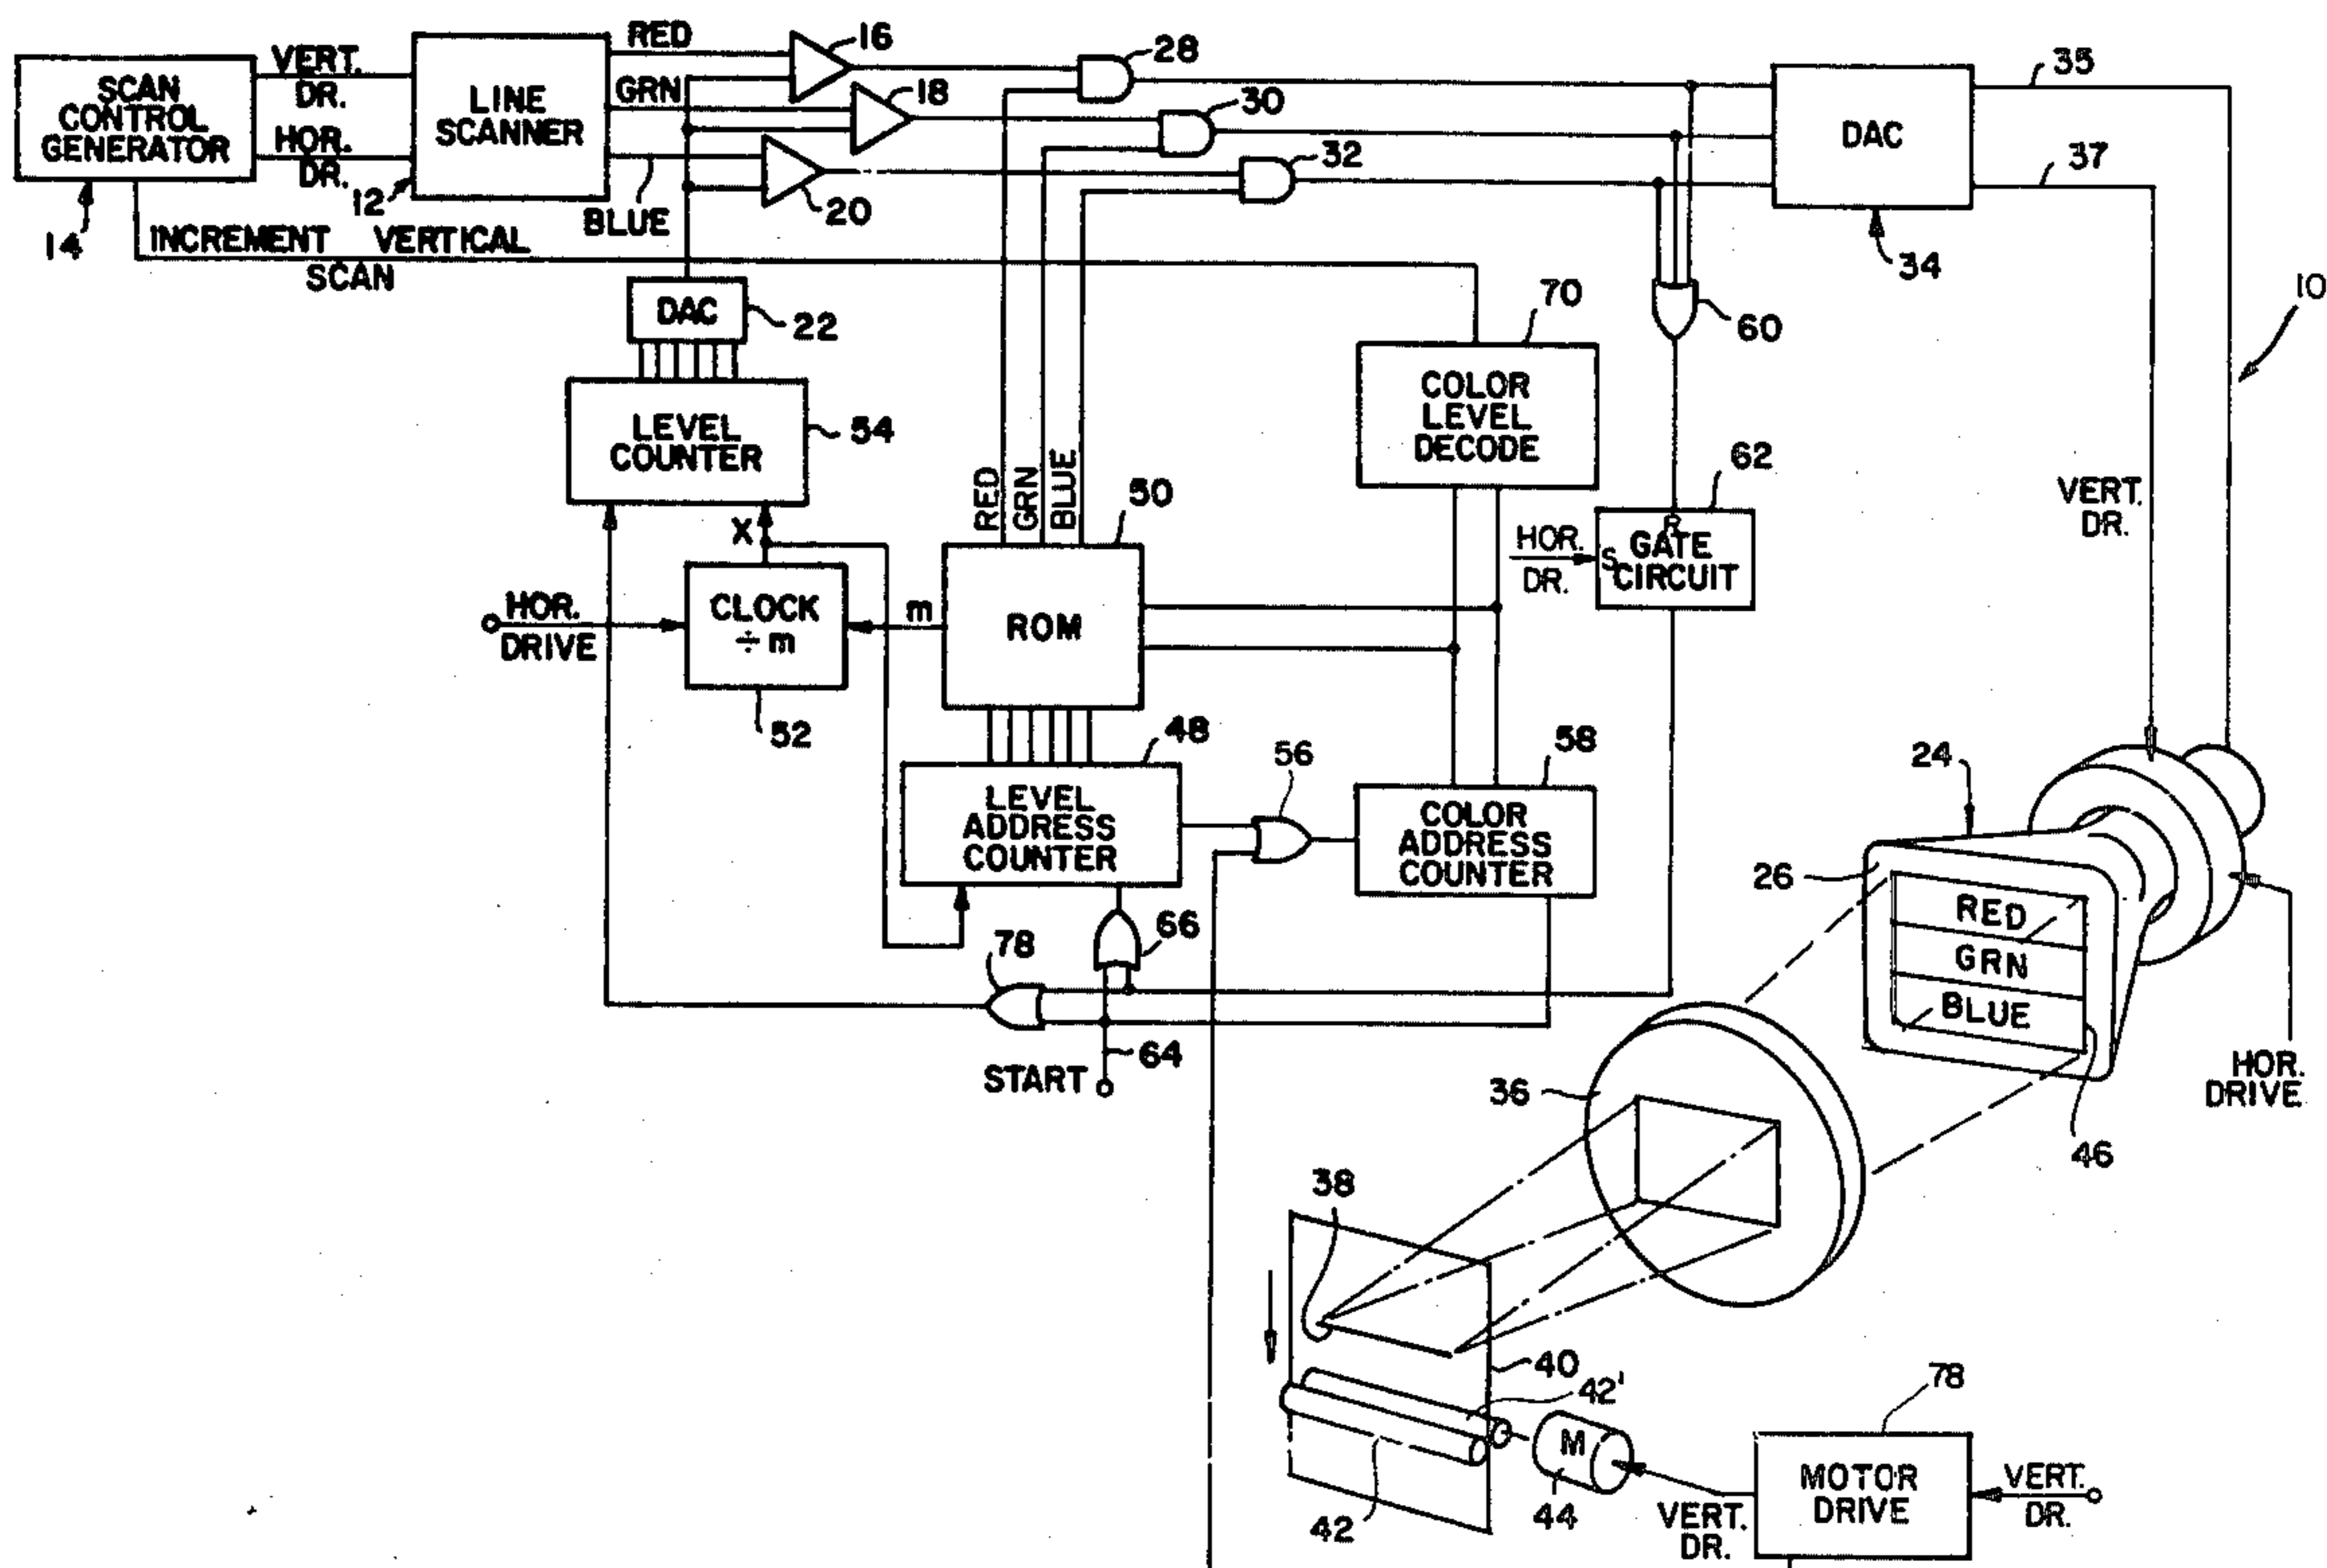 SCAN
CONTROL
GENERATOR
14
VERT.
DR.
HOR.
DR.
LINE
SCANNER
12
RED
GRN
BLUE
16
18
20
28
30
32
DAC
34
35
37
10
INCREMENT VERTICAL
SCAN
DAC
22
LEVEL
COUNTER
54
X
HOR.
DRIVE
CLOCK
÷ m
52
m
RED
GRN
BLUE
50
ROM
COLOR
LEVEL
DECODE
70
60
62
HOR.
DR.
R
S
GATE
CIRCUIT
VERT.
DR.
LEVEL
ADDRESS
COUNTER
48
56
COLOR
ADDRESS
COUNTER
58
66
78
START
64
24
26
RED
GRN
BLUE
46
HOR.
DRIVE
36
38
40
42'
42
M
44
VERT.
DR.
MOTOR
DRIVE
78
VERT.
DR.